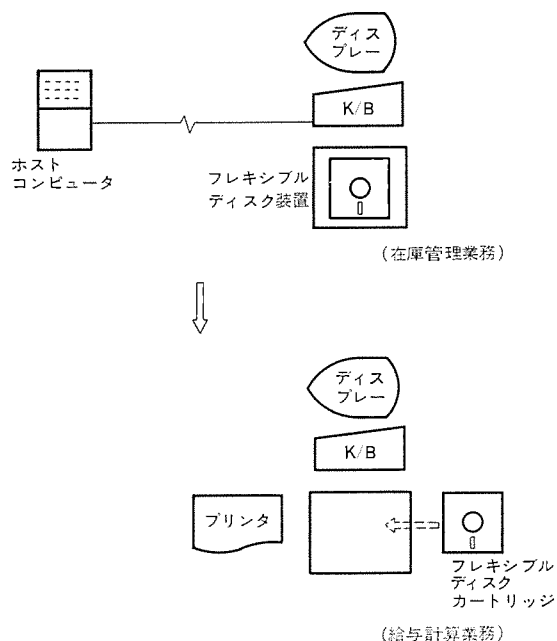 ディス
プレー
K/B
ホスト
コンピュータ
フレキシブル
ディスク装置
(在庫管理業務)
ディス
プレー
K/B
プリンタ
フレキシブル
ディスク
カートリッジ
(給与計算業務)